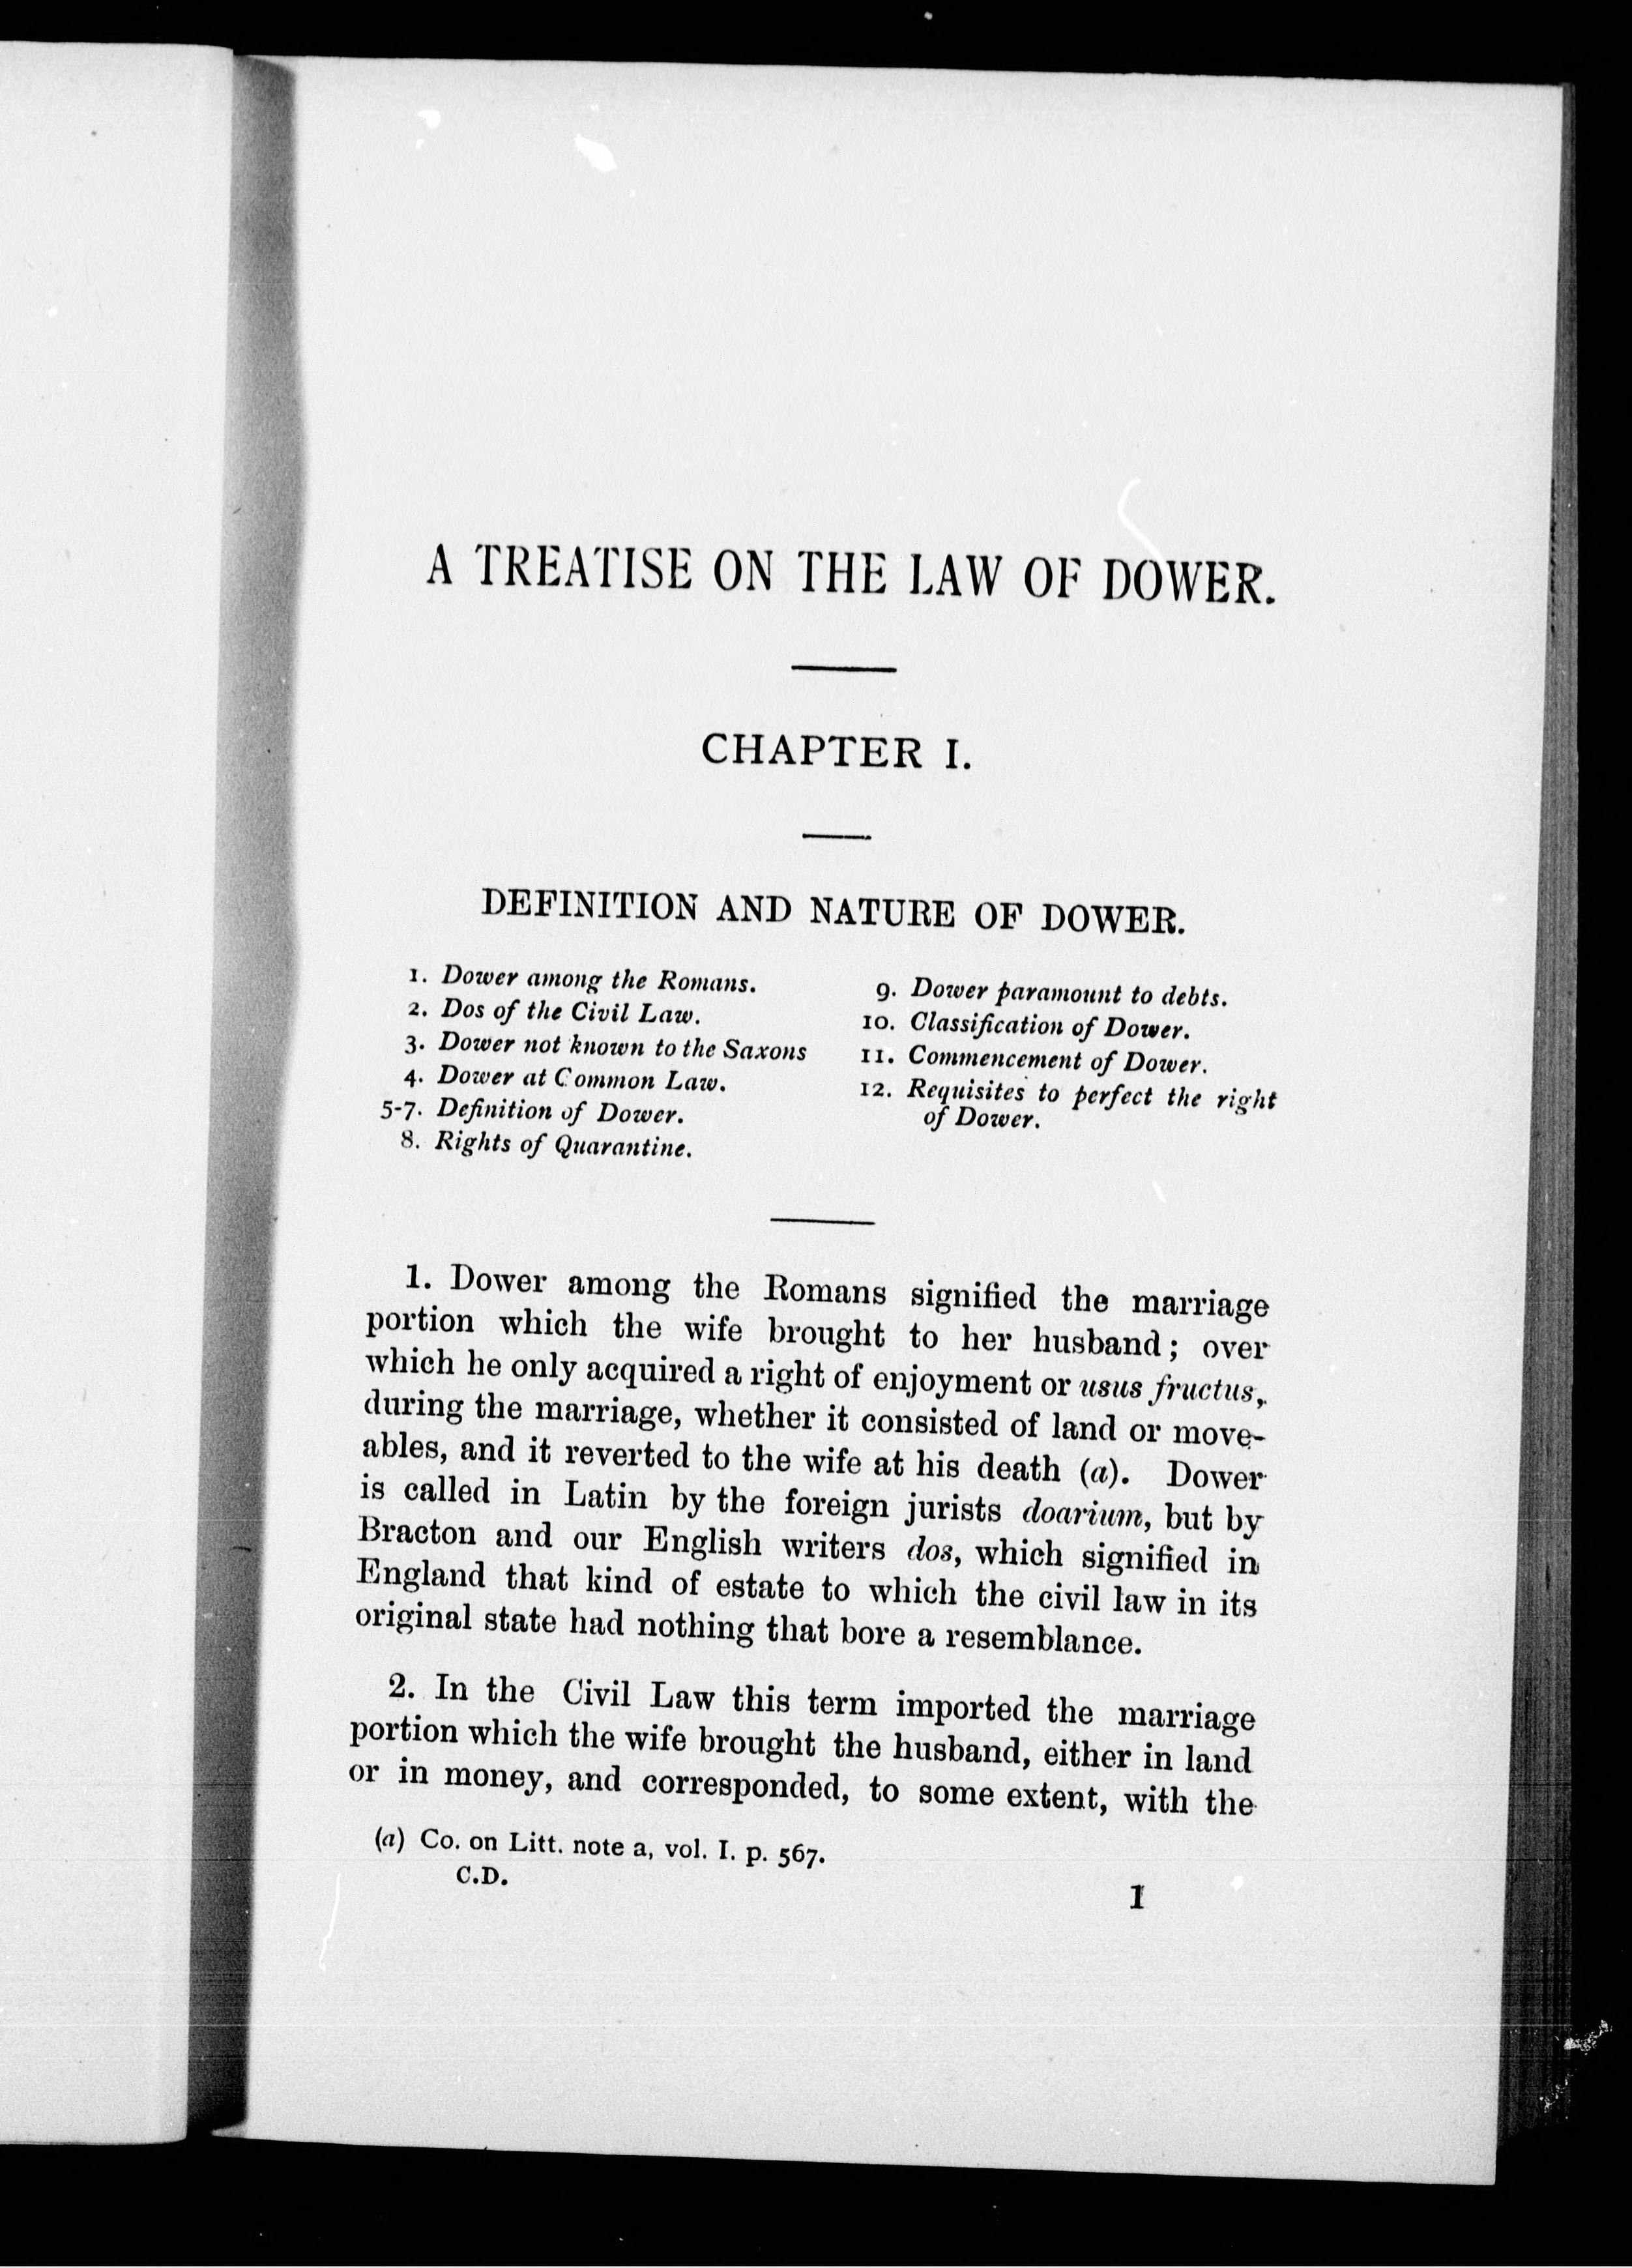 A TREATISE ON THE LAW OF DOWER.
CHAPTER I.
DEFINITION AND NATURE OF DOWER.
1. Dower among the Romans.
2. Dos of the Civil Law.
3. Dower not known to the Saxons
4. Dower at Common Law.
5-7. Definition of Dower.
8. Rights of Quarantine.
9. Dower paramount to debts.
10. Classification of Dower.
11. Commencement of Dower.
12. Requisites to perfect the right
of Dower.
1. Dower among the Romans signified the marriage
portion which the wife brought to her husband; over
which he only acquired a right of enjoyment or usus fructus,
during the marriage, whether it consisted of land or move-
ables, and it reverted to the wife at his death (a). Dower
is called in Latin by the foreign jurists doarium, but by
Bracton and our English writers dos, which signified in
England that kind of estate to which the civil law in its
original state had nothing that bore a resemblance.
2. In the Civil Law this term imported the marriage
portion which the wife brought the husband, either in land
or in money, and corresponded, to some extent, with the
(a) Co. on Litt. note a, vol. I. p. 567.
C.D.
1